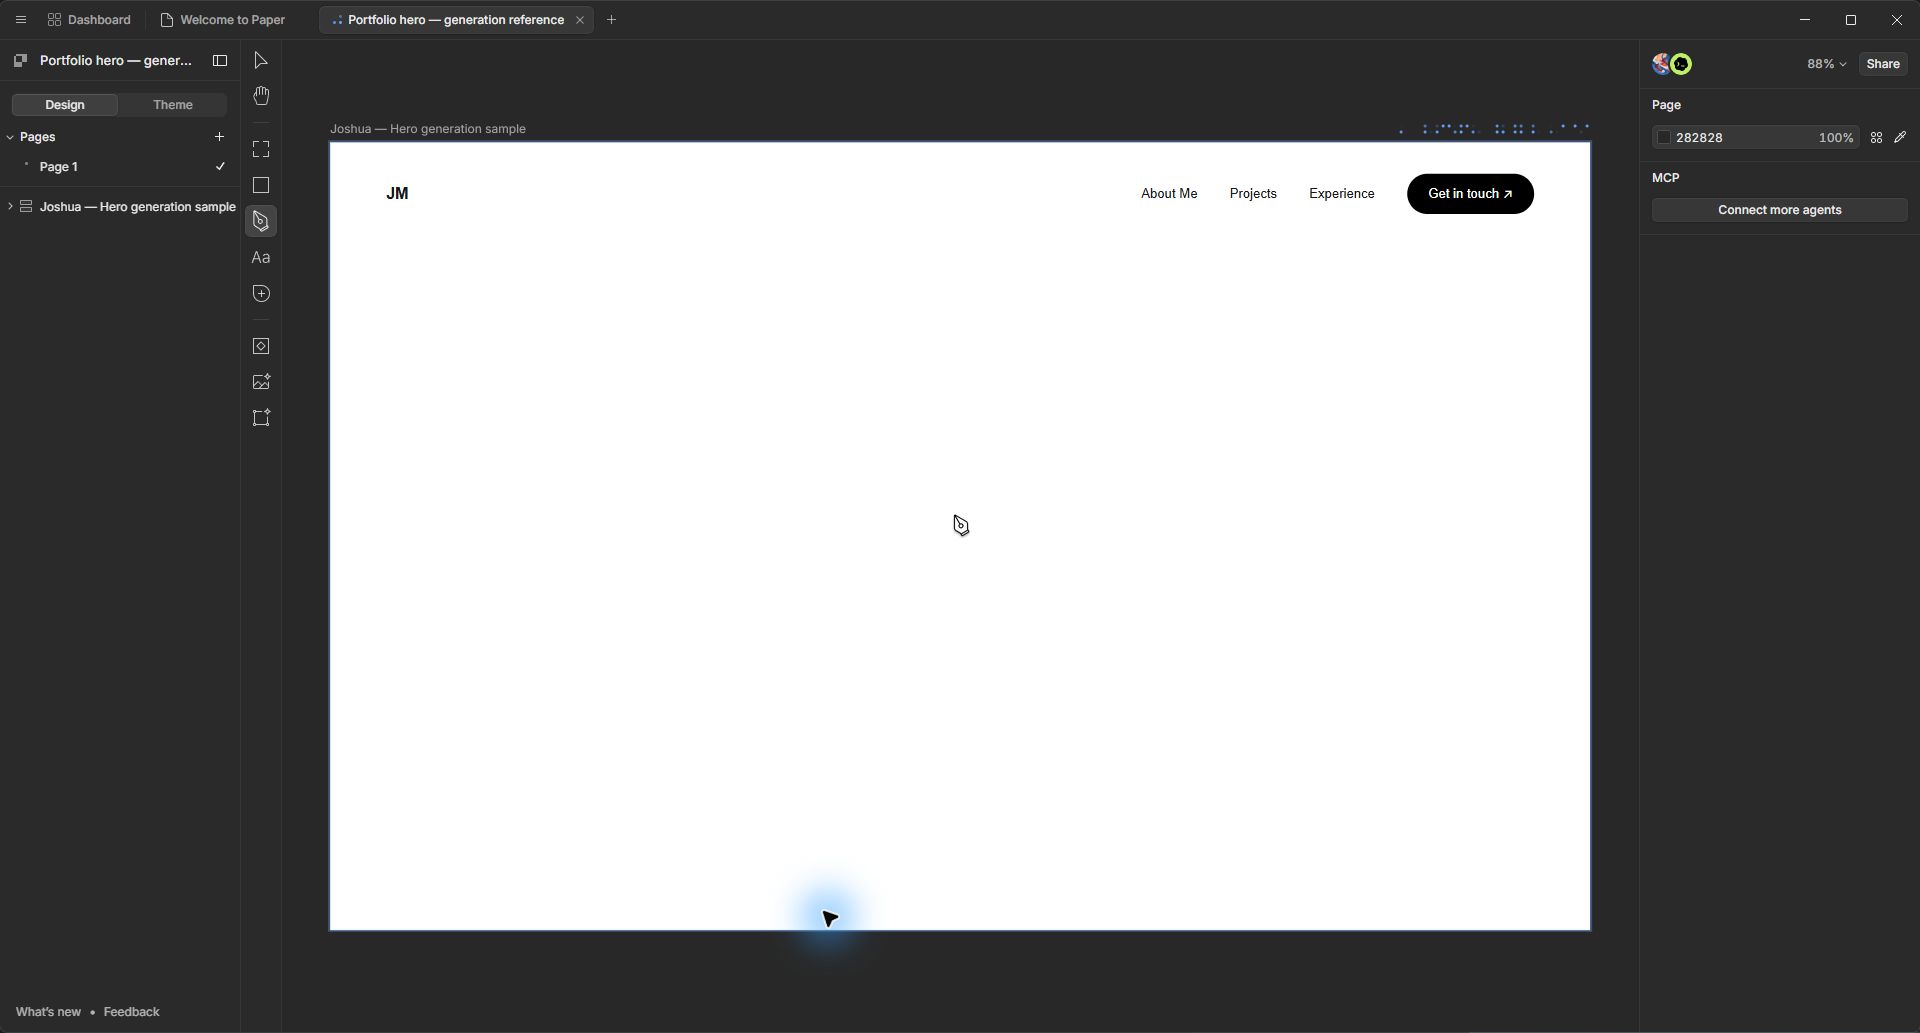 Dashboard
Welcome to Paper
Portfolio hero — generation reference
Portfolio hero — gener...
88%
Share
Design
Theme
Page
Pages
Page 1
282828
100%
MCP
Connect more agents
Joshua — Hero generation sample
Joshua — Hero generation sample
JM
About Me
Projects
Experience
Get in touch ↗
Aa
What's new • Feedback